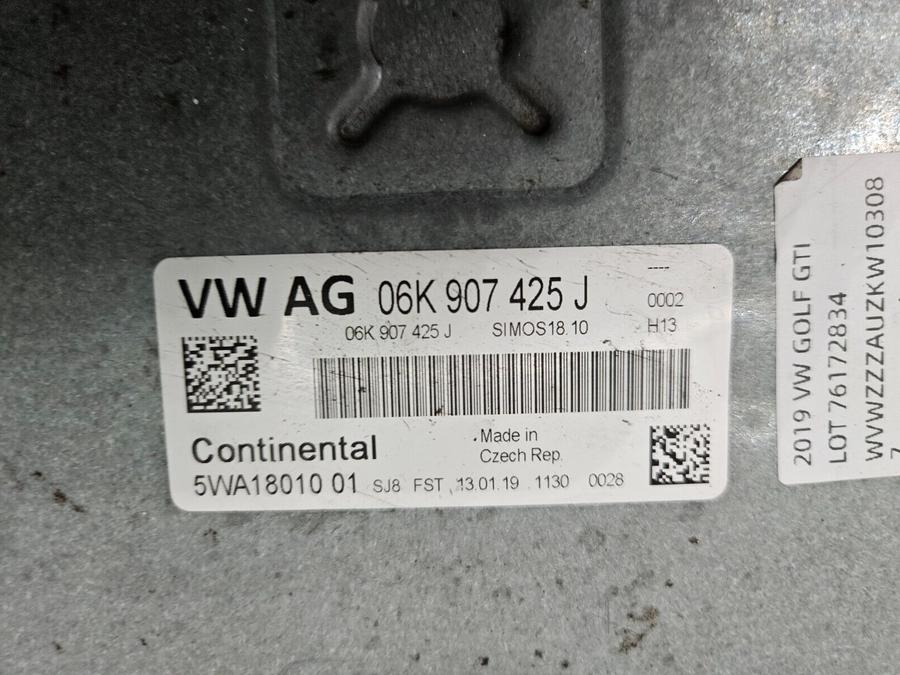 VW AG 06K 907 425 J
----
0002
06K 907 425 J SIMOS18.10 H13
Continental
Made in
Czech Rep.
5WA18010 01 SJ8 FST 13.01.19 1130 0028
2019 VW GOLF GTI
LOT 76172834
WVWZZZAUZKW10308